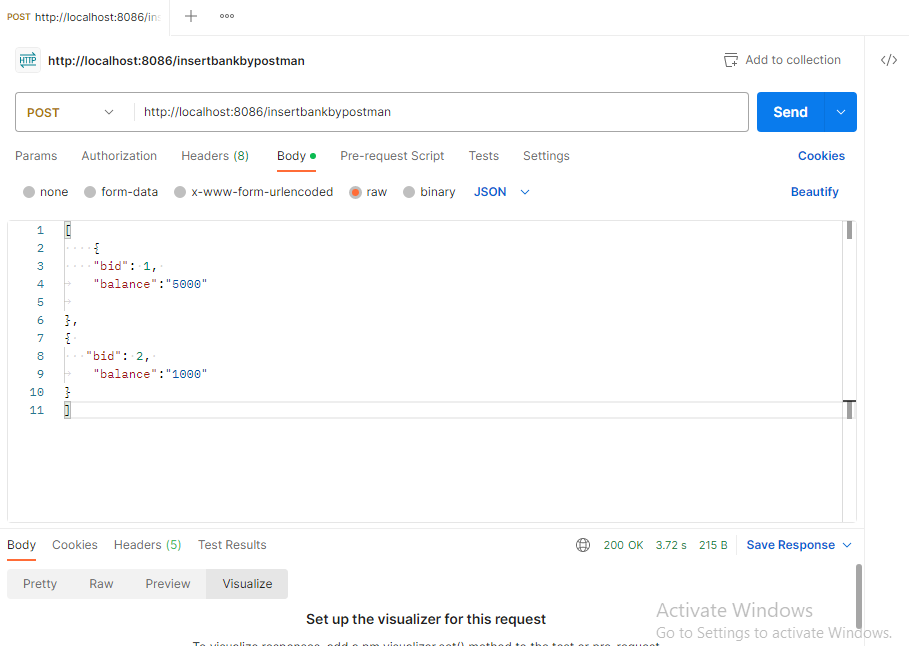 POST http://localhost:8086/in
http://localhost:8086/insertbankbypostman
Add to collection
POST http://localhost:8086/insertbankbypostman Send
Params Authorization Headers (8) Body Pre-request Script Tests Settings Cookies
none form-data x-www-form-urlencoded raw binary JSON Beautify
1 [
2 {
3 "bid": 1,
4 "balance":"5000"
5
6 },
7 {
8 "bid": 2,
9 "balance":"1000"
10 }
11 ]
Body Cookies Headers (5) Test Results 200 OK 3.72 s 215 B Save Response
Pretty Raw Preview Visualize
Set up the visualizer for this request
Activate Windows
Go to Settings to activate Windows.